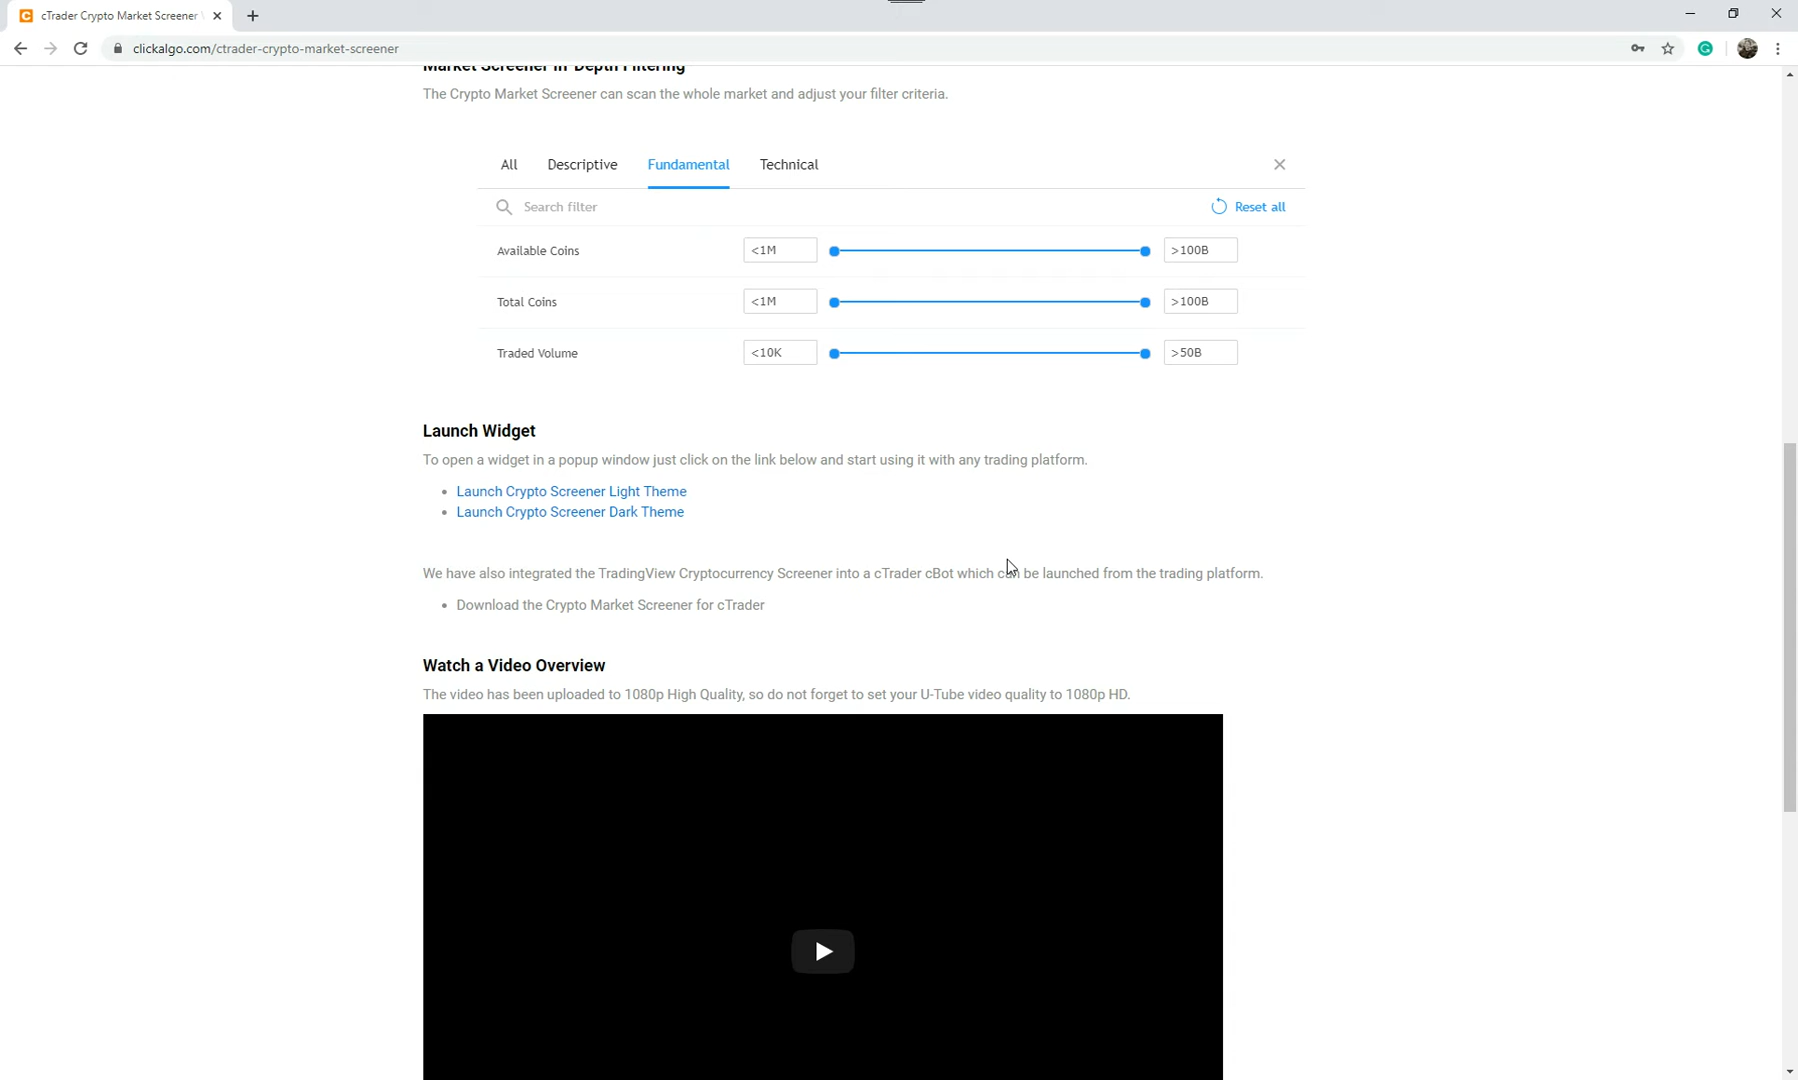 cTrader Crypto Market Screener
clickalgo.com/ctrader-crypto-market-screener
Market Screener In-Depth Filtering
The Crypto Market Screener can scan the whole market and adjust your filter criteria.
All Descriptive Fundamental Technical
Search filter Reset all
Available Coins <1M >100B
Total Coins <1M >100B
Traded Volume <10K >50B
Launch Widget
To open a widget in a popup window just click on the link below and start using it with any trading platform.
Launch Crypto Screener Light Theme
Launch Crypto Screener Dark Theme
We have also integrated the TradingView Cryptocurrency Screener into a cTrader cBot which can be launched from the trading platform.
Download the Crypto Market Screener for cTrader
Watch a Video Overview
The video has been uploaded to 1080p High Quality, so do not forget to set your U-Tube video quality to 1080p HD.